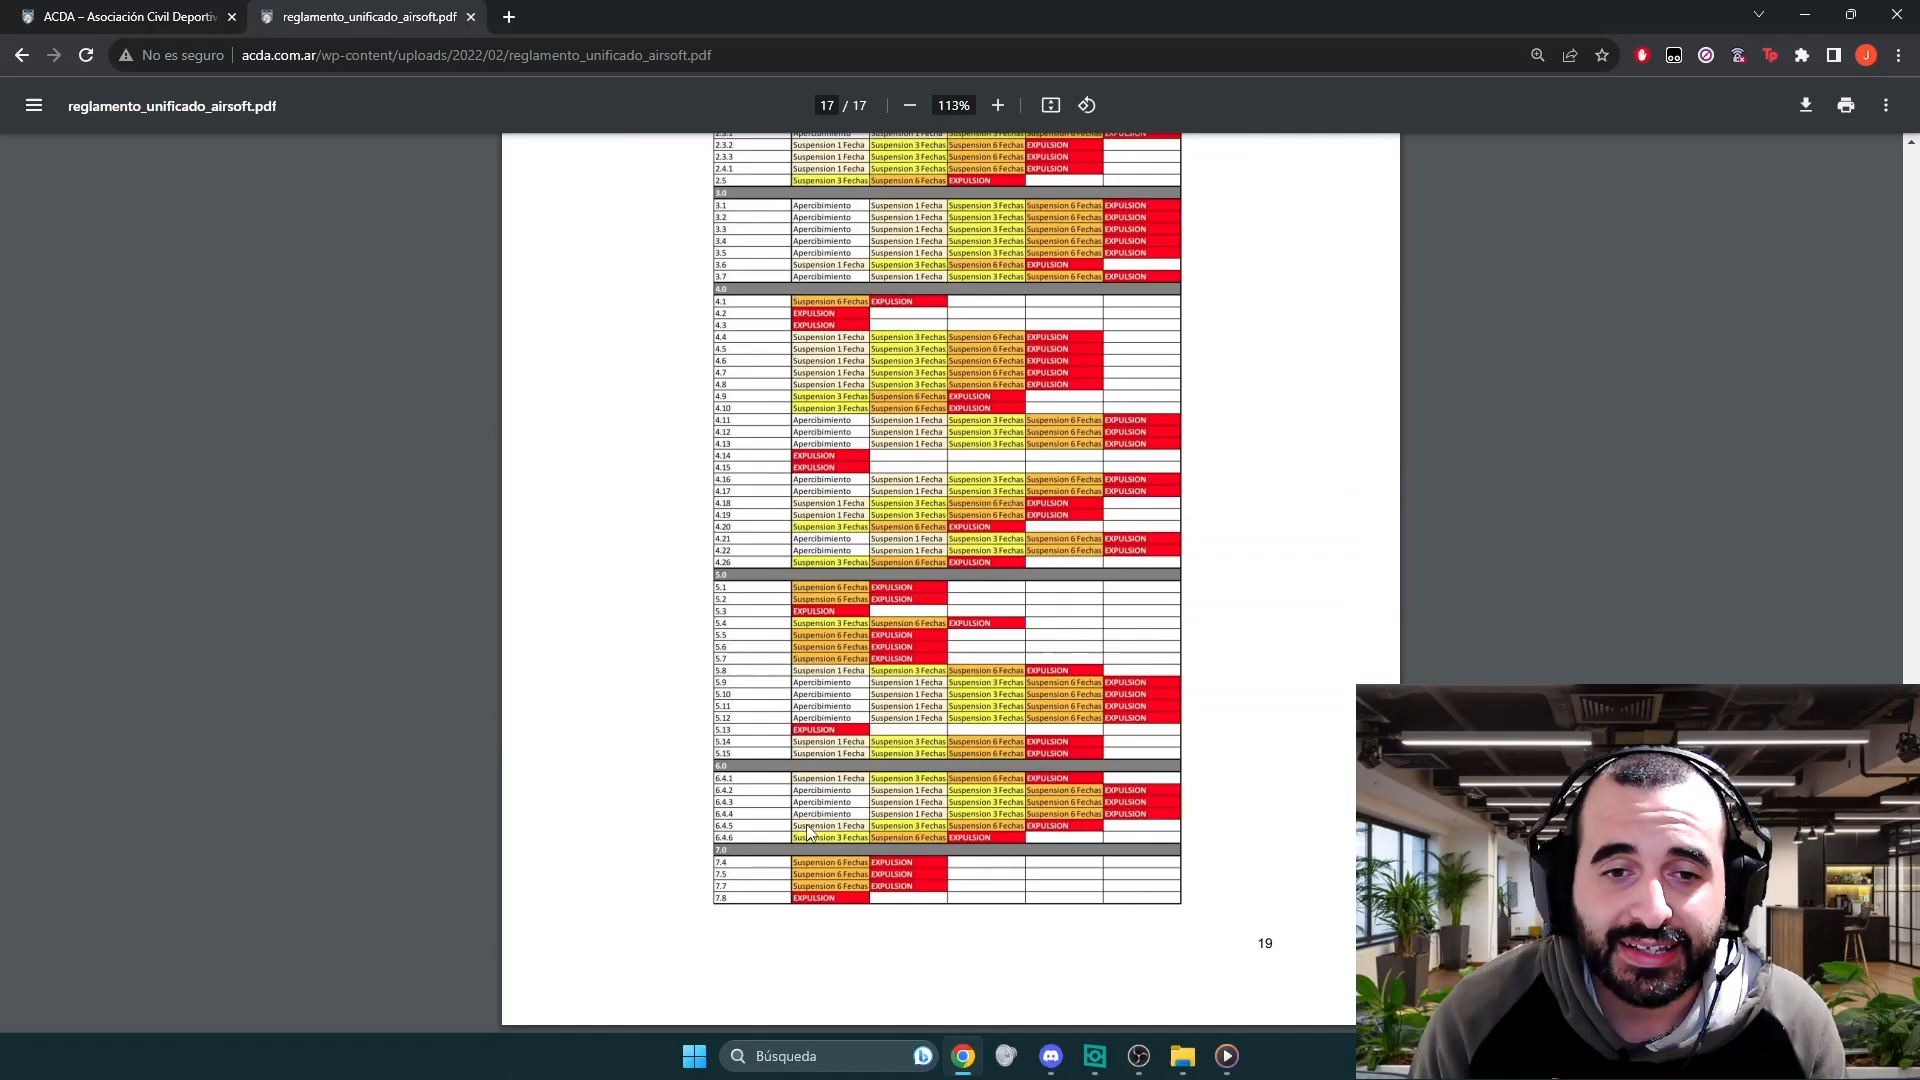 ACDA – Asociación Civil Deportiv
reglamento_unificado_airsoft.pdf
No es seguro
acda.com.ar/wp-content/uploads/2022/02/reglamento_unificado_airsoft.pdf
Tp
J
reglamento_unificado_airsoft.pdf
17 / 17
113%
2.3.1 Apercibimiento Suspension 1 Fecha Suspension 3 Fechas Suspension 6 Fechas EXPULSION
2.3.2 Suspension 1 Fecha Suspension 3 Fechas Suspension 6 Fechas EXPULSION
2.3.3 Suspension 1 Fecha Suspension 3 Fechas Suspension 6 Fechas EXPULSION
2.4.1 Suspension 1 Fecha Suspension 3 Fechas Suspension 6 Fechas EXPULSION
2.5 Suspension 3 Fechas Suspension 6 Fechas EXPULSION
3.0
3.1 Apercibimiento Suspension 1 Fecha Suspension 3 Fechas Suspension 6 Fechas EXPULSION
3.2 Apercibimiento Suspension 1 Fecha Suspension 3 Fechas Suspension 6 Fechas EXPULSION
3.3 Apercibimiento Suspension 1 Fecha Suspension 3 Fechas Suspension 6 Fechas EXPULSION
3.4 Apercibimiento Suspension 1 Fecha Suspension 3 Fechas Suspension 6 Fechas EXPULSION
3.5 Apercibimiento Suspension 1 Fecha Suspension 3 Fechas Suspension 6 Fechas EXPULSION
3.6 Suspension 1 Fecha Suspension 3 Fechas Suspension 6 Fechas EXPULSION
3.7 Apercibimiento Suspension 1 Fecha Suspension 3 Fechas Suspension 6 Fechas EXPULSION
4.0
4.1 Suspension 6 Fechas EXPULSION
4.2 EXPULSION
4.3 EXPULSION
4.4 Suspension 1 Fecha Suspension 3 Fechas Suspension 6 Fechas EXPULSION
4.5 Suspension 1 Fecha Suspension 3 Fechas Suspension 6 Fechas EXPULSION
4.6 Suspension 1 Fecha Suspension 3 Fechas Suspension 6 Fechas EXPULSION
4.7 Suspension 1 Fecha Suspension 3 Fechas Suspension 6 Fechas EXPULSION
4.8 Suspension 1 Fecha Suspension 3 Fechas Suspension 6 Fechas EXPULSION
4.9 Suspension 3 Fechas Suspension 6 Fechas EXPULSION
4.10 Suspension 3 Fechas Suspension 6 Fechas EXPULSION
4.11 Apercibimiento Suspension 1 Fecha Suspension 3 Fechas Suspension 6 Fechas EXPULSION
4.12 Apercibimiento Suspension 1 Fecha Suspension 3 Fechas Suspension 6 Fechas EXPULSION
4.13 Apercibimiento Suspension 1 Fecha Suspension 3 Fechas Suspension 6 Fechas EXPULSION
4.14 EXPULSION
4.15 EXPULSION
4.16 Apercibimiento Suspension 1 Fecha Suspension 3 Fechas Suspension 6 Fechas EXPULSION
4.17 Apercibimiento Suspension 1 Fecha Suspension 3 Fechas Suspension 6 Fechas EXPULSION
4.18 Suspension 1 Fecha Suspension 3 Fechas Suspension 6 Fechas EXPULSION
4.19 Suspension 1 Fecha Suspension 3 Fechas Suspension 6 Fechas EXPULSION
4.20 Suspension 3 Fechas Suspension 6 Fechas EXPULSION
4.21 Apercibimiento Suspension 1 Fecha Suspension 3 Fechas Suspension 6 Fechas EXPULSION
4.22 Apercibimiento Suspension 1 Fecha Suspension 3 Fechas Suspension 6 Fechas EXPULSION
4.26 Suspension 3 Fechas Suspension 6 Fechas EXPULSION
5.0
5.1 Suspension 6 Fechas EXPULSION
5.2 Suspension 6 Fechas EXPULSION
5.3 EXPULSION
5.4 Suspension 3 Fechas Suspension 6 Fechas EXPULSION
5.5 Suspension 6 Fechas EXPULSION
5.6 Suspension 6 Fechas EXPULSION
5.7 Suspension 6 Fechas EXPULSION
5.8 Suspension 1 Fecha Suspension 3 Fechas Suspension 6 Fechas EXPULSION
5.9 Apercibimiento Suspension 1 Fecha Suspension 3 Fechas Suspension 6 Fechas EXPULSION
5.10 Apercibimiento Suspension 1 Fecha Suspension 3 Fechas Suspension 6 Fechas EXPULSION
5.11 Apercibimiento Suspension 1 Fecha Suspension 3 Fechas Suspension 6 Fechas EXPULSION
5.12 Apercibimiento Suspension 1 Fecha Suspension 3 Fechas Suspension 6 Fechas EXPULSION
5.13 EXPULSION
5.14 Suspension 1 Fecha Suspension 3 Fechas Suspension 6 Fechas EXPULSION
5.15 Suspension 1 Fecha Suspension 3 Fechas Suspension 6 Fechas EXPULSION
6.0
6.4.1 Suspension 1 Fecha Suspension 3 Fechas Suspension 6 Fechas EXPULSION
6.4.2 Apercibimiento Suspension 1 Fecha Suspension 3 Fechas Suspension 6 Fechas EXPULSION
6.4.3 Apercibimiento Suspension 1 Fecha Suspension 3 Fechas Suspension 6 Fechas EXPULSION
6.4.4 Apercibimiento Suspension 1 Fecha Suspension 3 Fechas Suspension 6 Fechas EXPULSION
6.4.5 Suspension 1 Fecha Suspension 3 Fechas Suspension 6 Fechas EXPULSION
6.4.6 Suspension 3 Fechas Suspension 6 Fechas EXPULSION
7.0
7.4 Suspension 6 Fechas EXPULSION
7.5 Suspension 6 Fechas EXPULSION
7.7 Suspension 6 Fechas EXPULSION
7.8 EXPULSION
19
Búsqueda